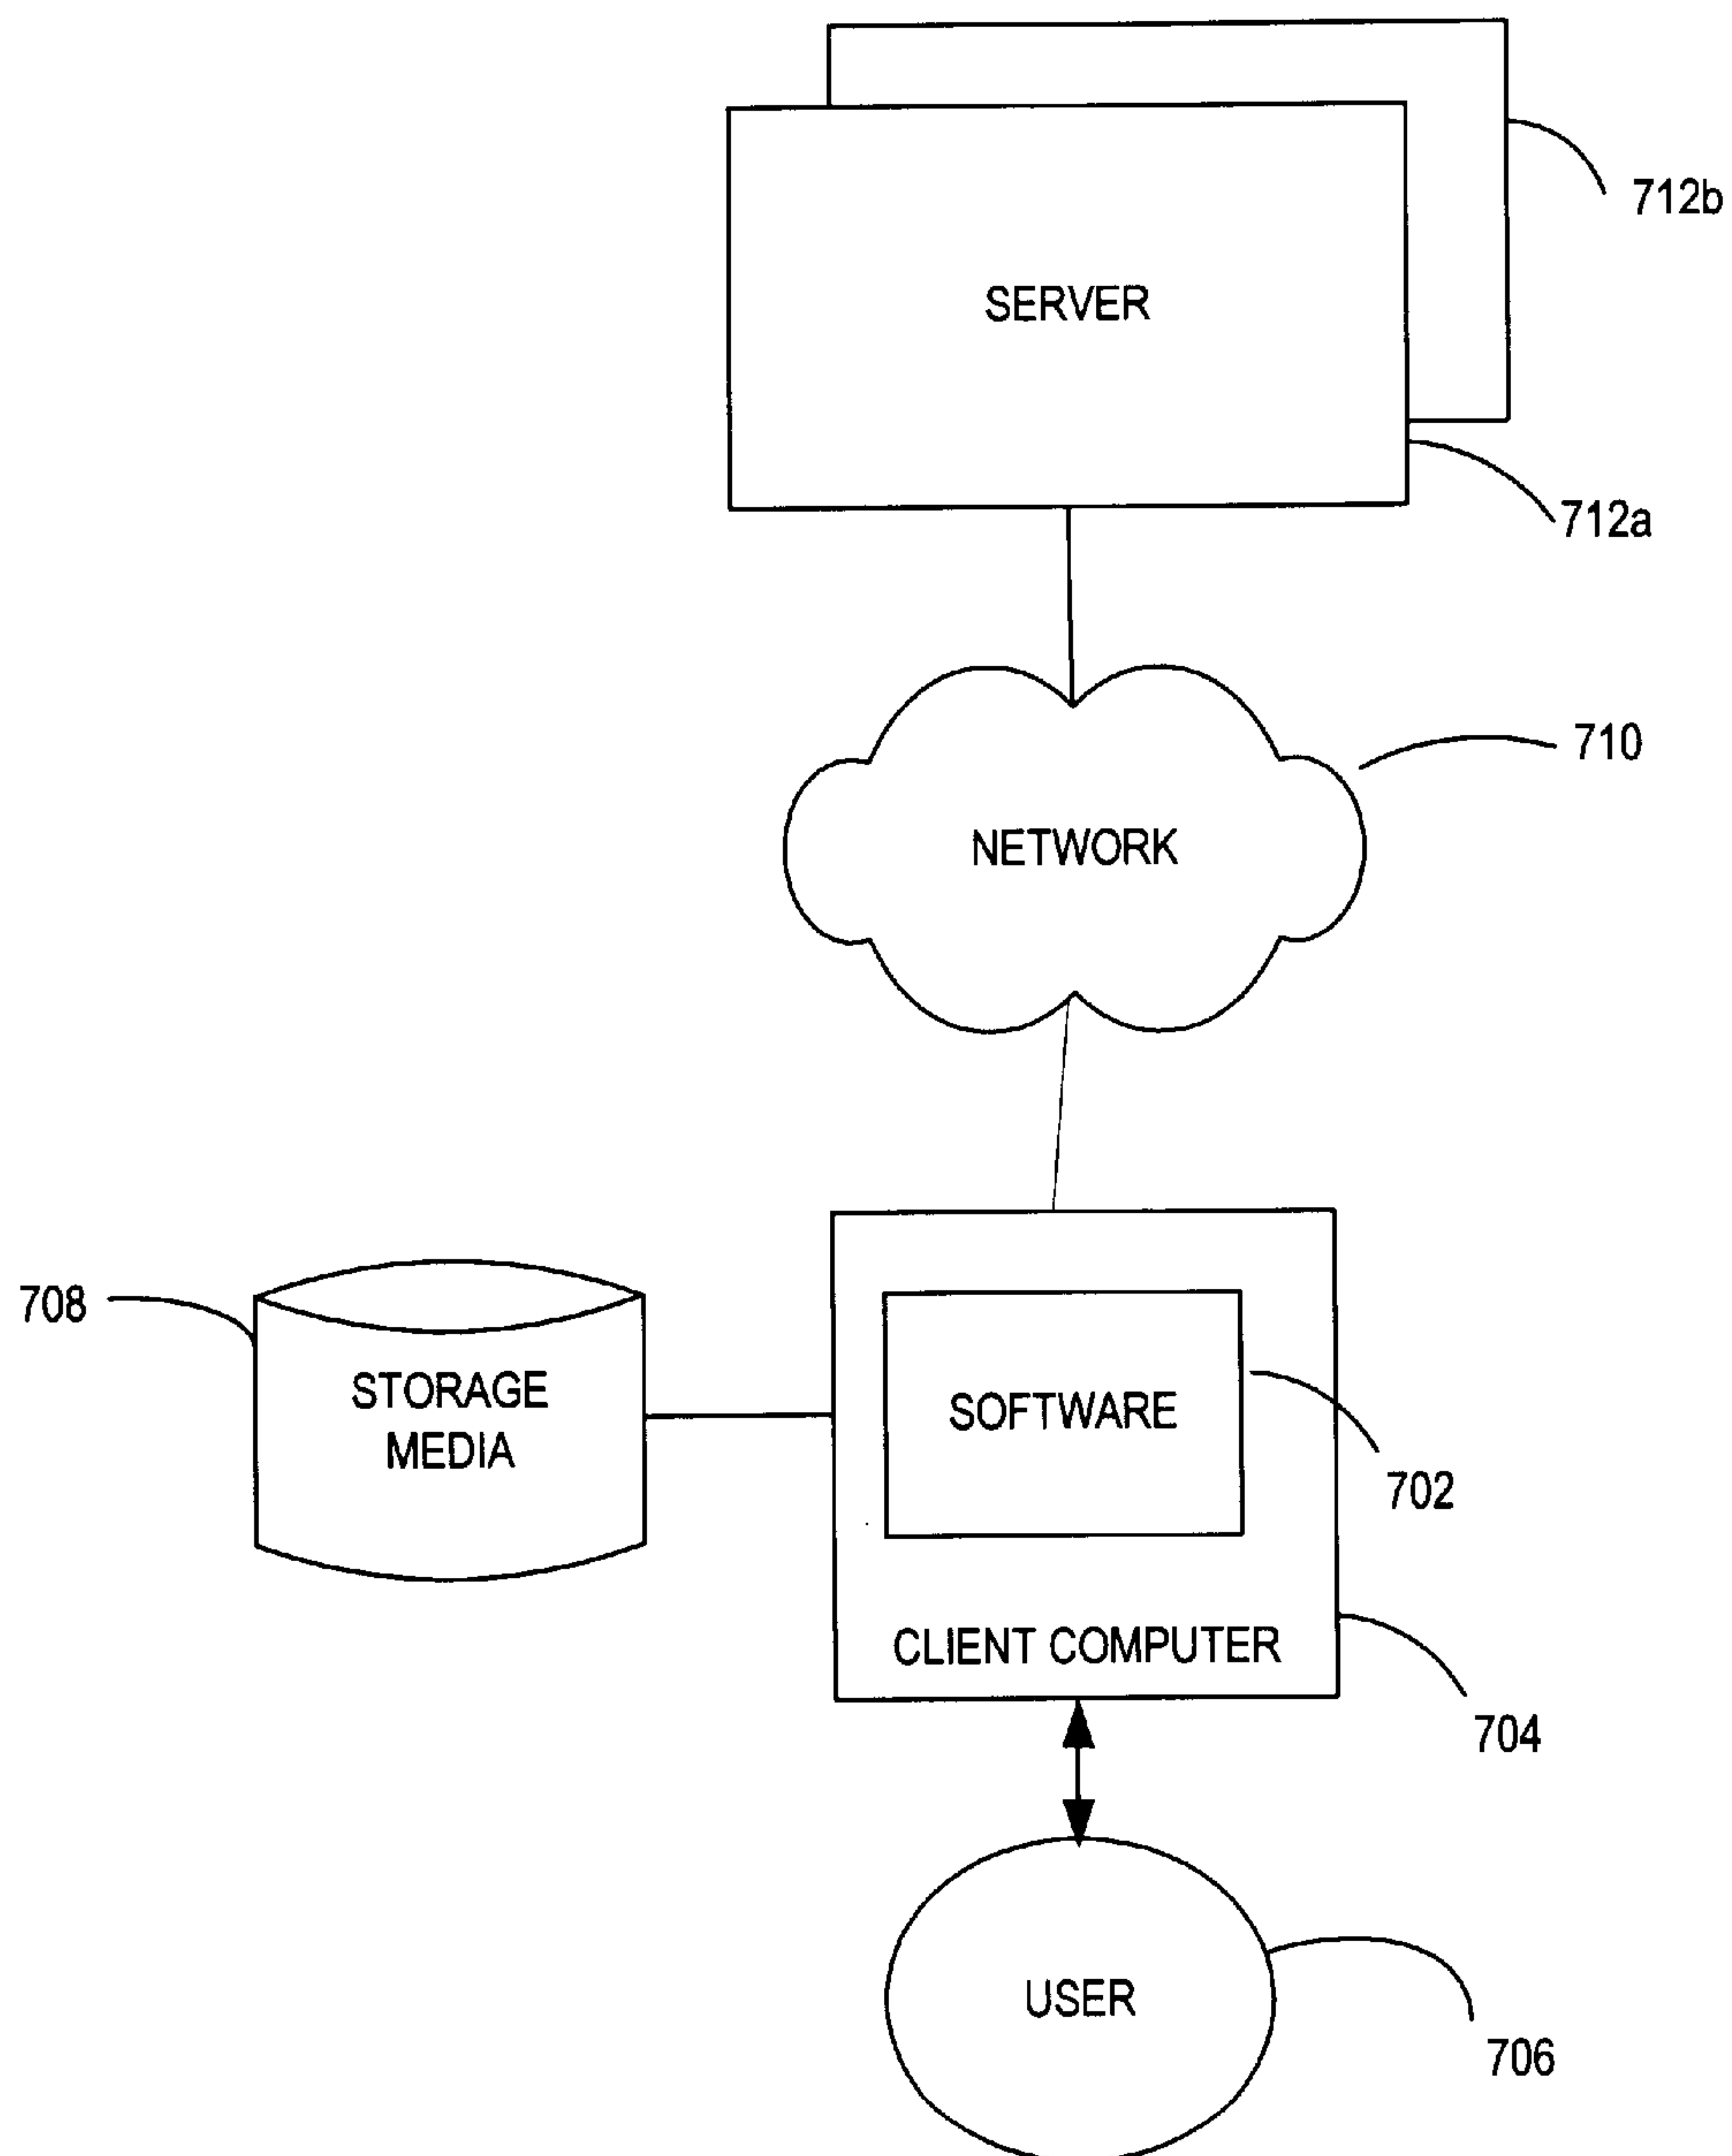 712b
SERVER
712a
710
NETWORK
708
STORAGE
MEDIA
SOFTWARE
702
CLIENT COMPUTER
704
USER
706